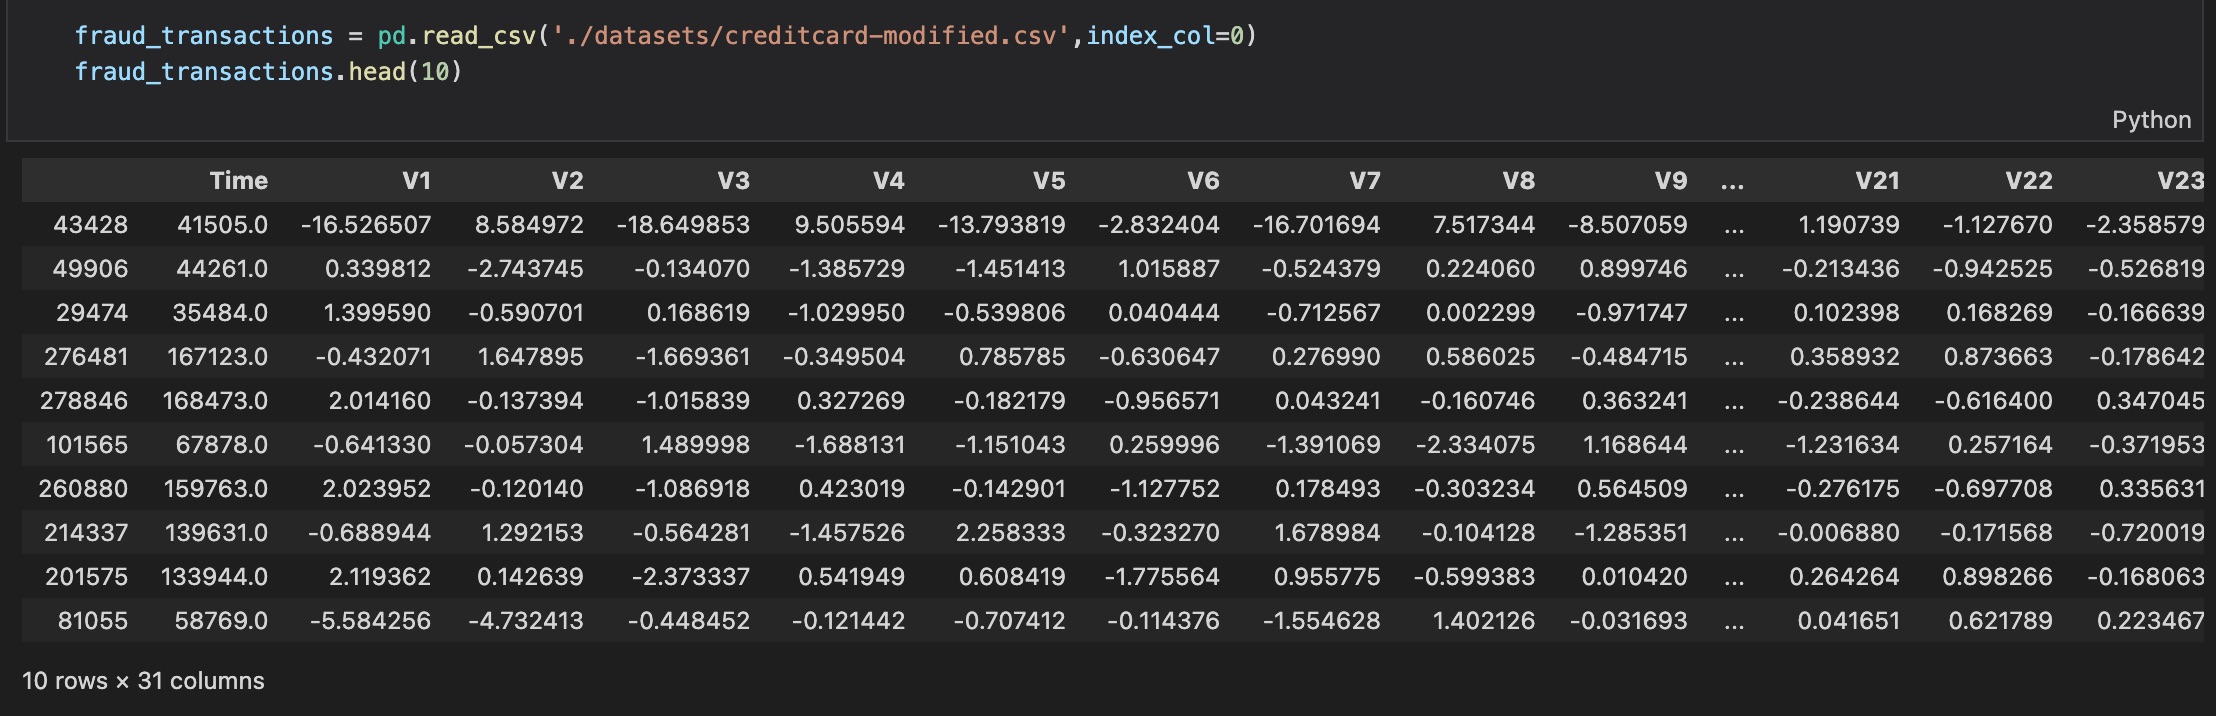 fraud_transactions = pd.read_csv('./datasets/creditcard-modified.csv',index_col=0)
fraud_transactions.head(10)
Python
Time V1 V2 V3 V4 V5 V6 V7 V8 V9 ... V21 V22 V23
43428 41505.0 -16.526507 8.584972 -18.649853 9.505594 -13.793819 -2.832404 -16.701694 7.517344 -8.507059 ... 1.190739 -1.127670 -2.358579
49906 44261.0 0.339812 -2.743745 -0.134070 -1.385729 -1.451413 1.015887 -0.524379 0.224060 0.899746 ... -0.213436 -0.942525 -0.526819
29474 35484.0 1.399590 -0.590701 0.168619 -1.029950 -0.539806 0.040444 -0.712567 0.002299 -0.971747 ... 0.102398 0.168269 -0.166639
276481 167123.0 -0.432071 1.647895 -1.669361 -0.349504 0.785785 -0.630647 0.276990 0.586025 -0.484715 ... 0.358932 0.873663 -0.178642
278846 168473.0 2.014160 -0.137394 -1.015839 0.327269 -0.182179 -0.956571 0.043241 -0.160746 0.363241 ... -0.238644 -0.616400 0.347045
101565 67878.0 -0.641330 -0.057304 1.489998 -1.688131 -1.151043 0.259996 -1.391069 -2.334075 1.168644 ... -1.231634 0.257164 -0.371953
260880 159763.0 2.023952 -0.120140 -1.086918 0.423019 -0.142901 -1.127752 0.178493 -0.303234 0.564509 ... -0.276175 -0.697708 0.335631
214337 139631.0 -0.688944 1.292153 -0.564281 -1.457526 2.258333 -0.323270 1.678984 -0.104128 -1.285351 ... -0.006880 -0.171568 -0.720019
201575 133944.0 2.119362 0.142639 -2.373337 0.541949 0.608419 -1.775564 0.955775 -0.599383 0.010420 ... 0.264264 0.898266 -0.168063
81055 58769.0 -5.584256 -4.732413 -0.448452 -0.121442 -0.707412 -0.114376 -1.554628 1.402126 -0.031693 ... 0.041651 0.621789 0.223467
10 rows × 31 columns